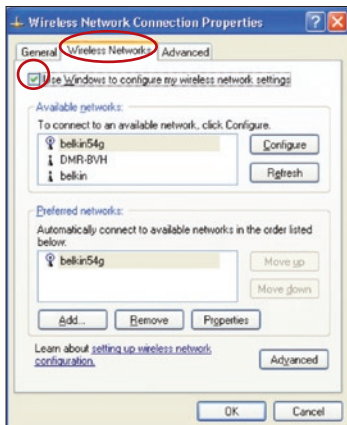 Wireless Network Connection Properties
General Wireless Networks Advanced
Use Windows to configure my wireless network settings
Available networks:
To connect to an available network, click Configure.
belkin54g
DMR-BVH
belkin
Configure
Refresh
Preferred networks:
Automatically connect to available networks in the order listed
below:
belkin54g
Move up
Move down
Add... Remove Properties
Learn about setting up wireless network
configuration.
Advanced
OK Cancel